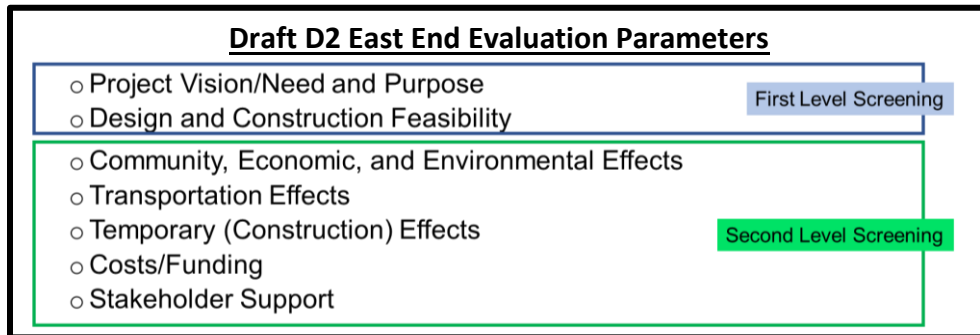 Draft D2 East End Evaluation Parameters
○ Project Vision/Need and Purpose
First Level Screening
○ Design and Construction Feasibility
○ Community, Economic, and Environmental Effects
○ Transportation Effects
○ Temporary (Construction) Effects
Second Level Screening
○ Costs/Funding
○ Stakeholder Support